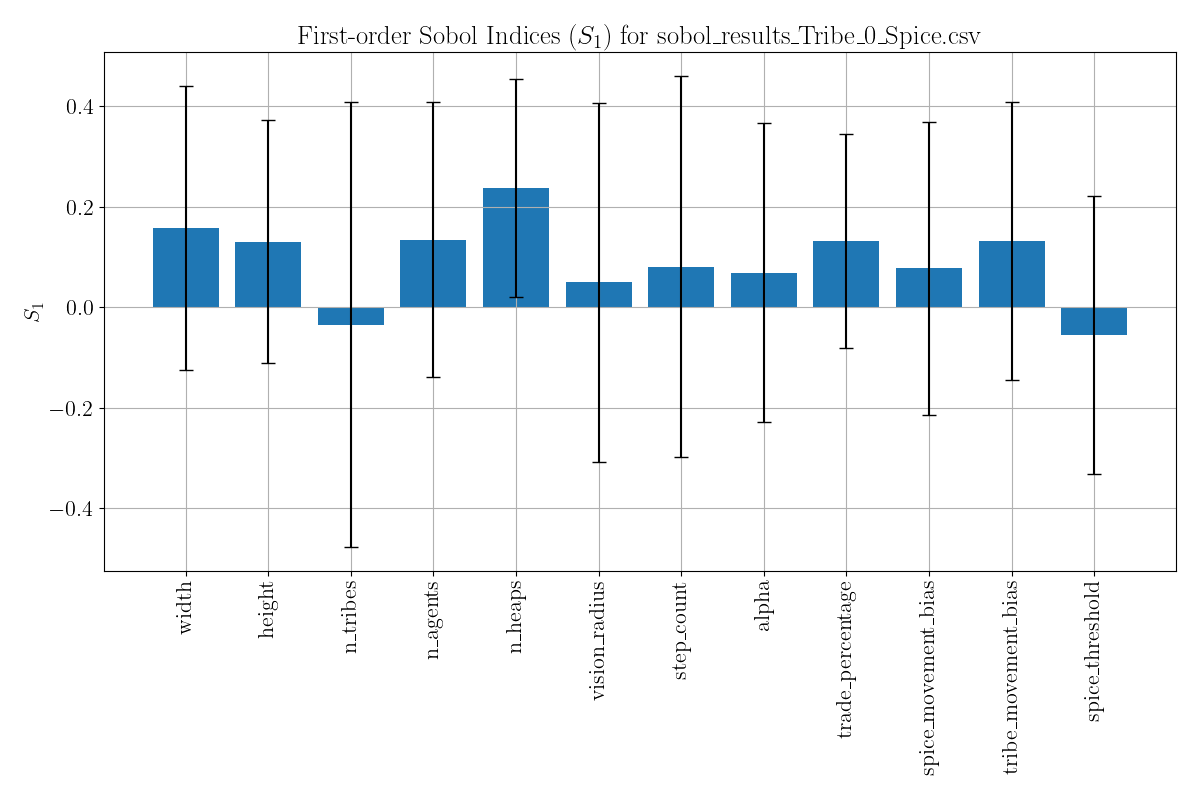 First-order Sobol Indices (S₁) for sobol_results_Tribe_0_Spice.csv
0.4
0.2
0.0
−0.2
−0.4
S₁
width
height
n_tribes
n_agents
n_heaps
vision_radius
step_count
alpha
trade_percentage
spice_movement_bias
tribe_movement_bias
spice_threshold